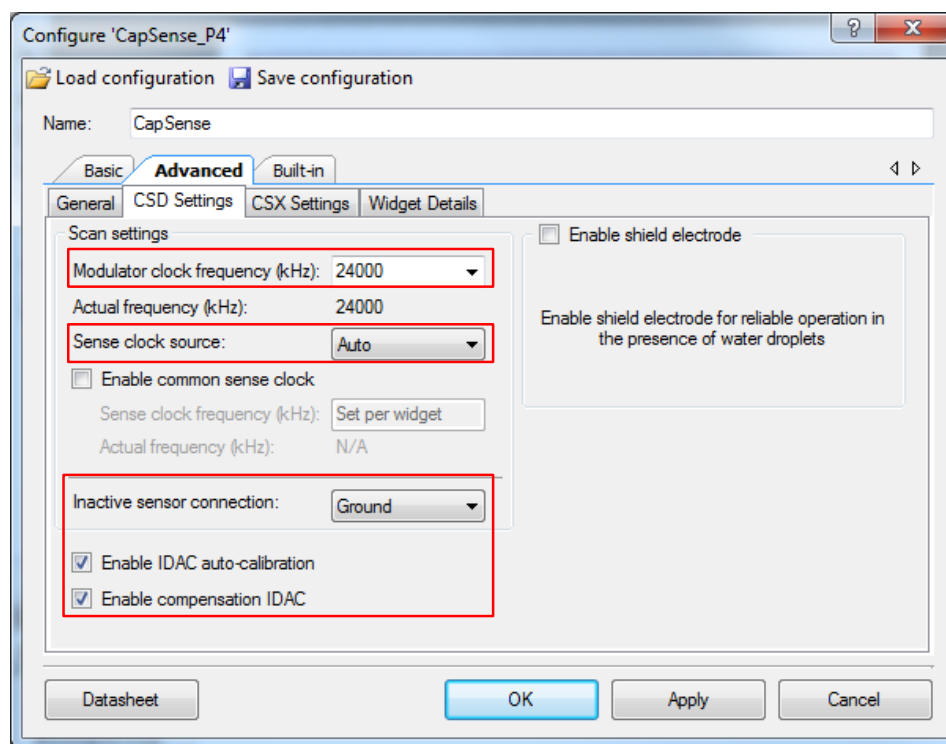 Configure 'CapSense_P4'
?
Load configuration Save configuration
Name: CapSense
Basic Advanced Built-in
General CSD Settings CSX Settings Widget Details
Scan settings
Modulator clock frequency (kHz): 24000
Actual frequency (kHz): 24000
Sense clock source: Auto
Enable common sense clock
Sense clock frequency (kHz): Set per widget
Actual frequency (kHz): N/A
Inactive sensor connection: Ground
Enable IDAC auto-calibration
Enable compensation IDAC
Enable shield electrode
Enable shield electrode for reliable operation in
the presence of water droplets
Datasheet OK Apply Cancel